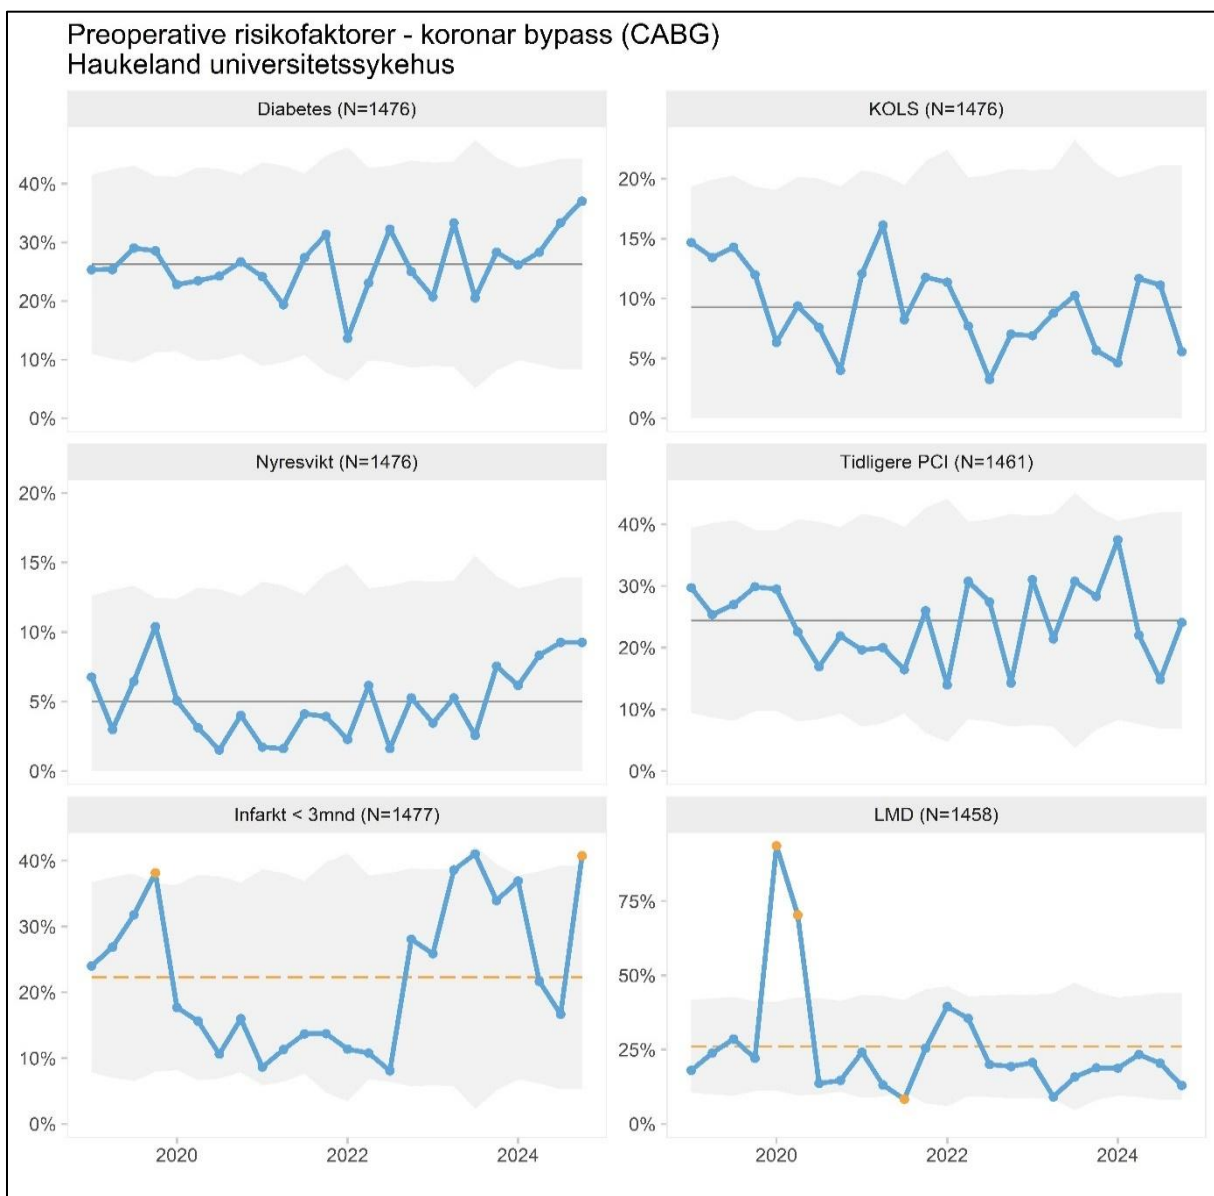 Preoperative risikofaktorer - koronar bypass (CABG)
Haukeland universitetssykehus
Diabetes (N=1476)
40%
30%
20%
10%
0%
KOLS (N=1476)
20%
15%
10%
5%
0%
Nyresvikt (N=1476)
20%
15%
10%
5%
0%
Tidligere PCI (N=1461)
40%
30%
20%
10%
0%
Infarkt < 3mnd (N=1477)
40%
30%
20%
10%
0%
2020 2022 2024
LMD (N=1458)
75%
50%
25%
0%
2020 2022 2024